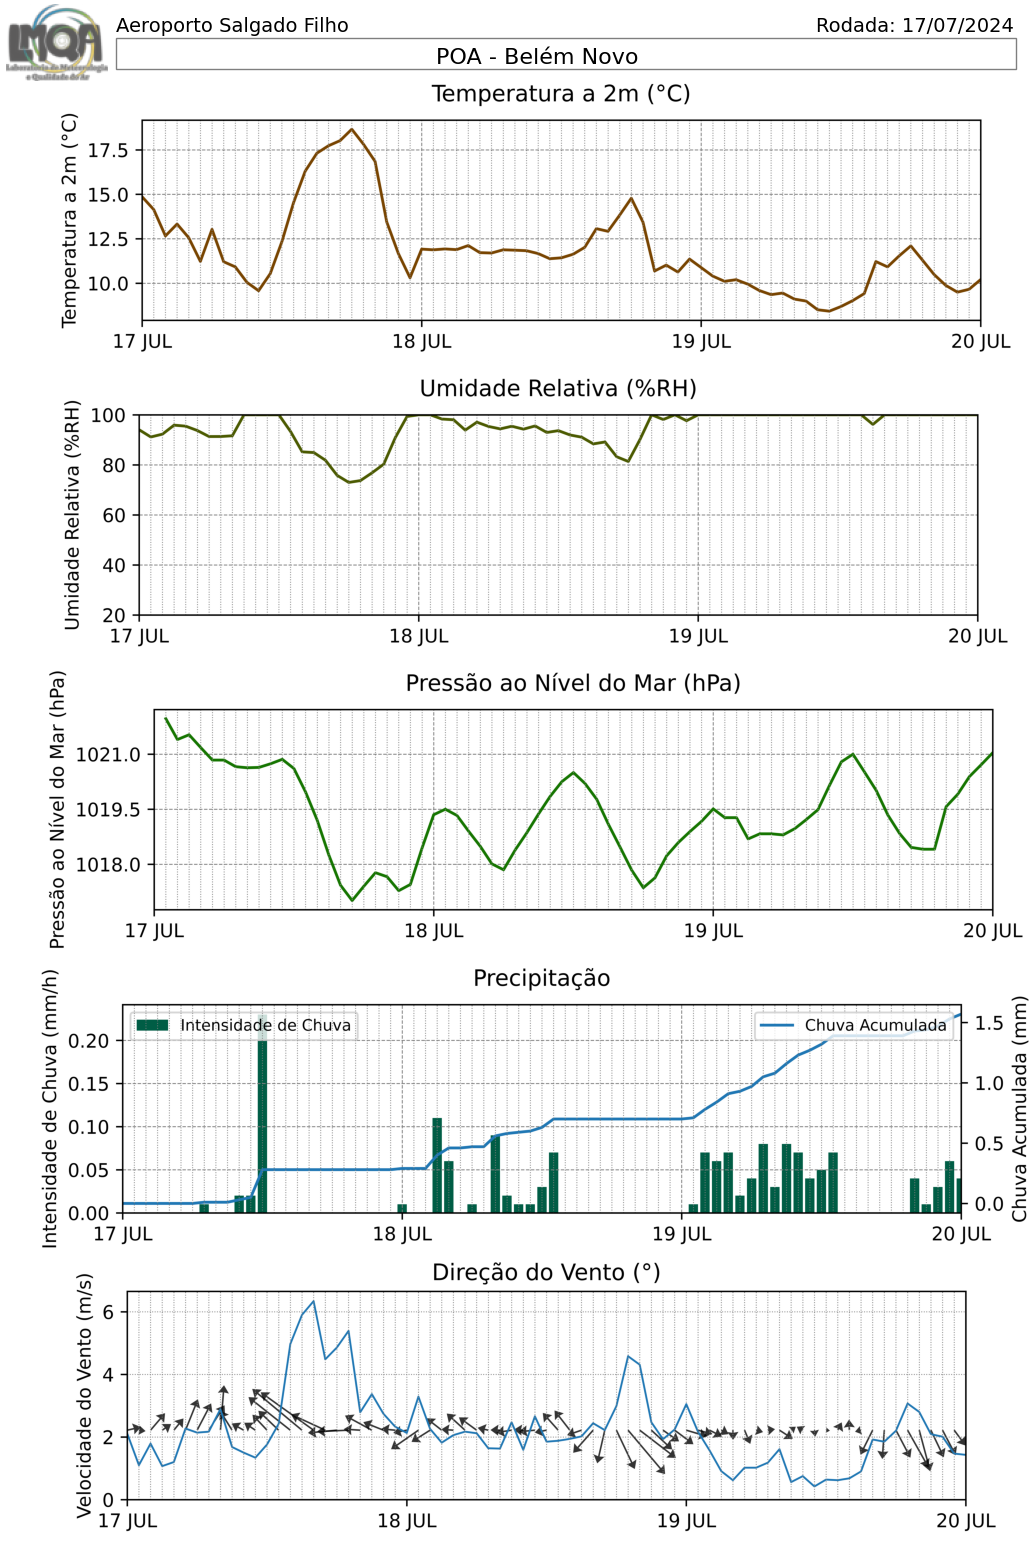 LMQA
Laboratório de Meteorologia
e Qualidade do Ar
Aeroporto Salgado Filho
Rodada: 17/07/2024
POA - Belém Novo
Temperatura a 2m (°C)
Temperatura a 2m (°C)
17.5
15.0
12.5
10.0
17 JUL
18 JUL
19 JUL
20 JUL
Umidade Relativa (%RH)
Umidade Relativa (%RH)
100
80
60
40
20
17 JUL
18 JUL
19 JUL
20 JUL
Pressão ao Nível do Mar (hPa)
Pressão ao Nível do Mar (hPa)
1021.0
1019.5
1018.0
17 JUL
18 JUL
19 JUL
20 JUL
Precipitação
Intensidade de Chuva (mm/h)
0.20
0.15
0.10
0.05
0.00
Intensidade de Chuva
Chuva Acumulada
1.5
1.0
0.5
0.0
Chuva Acumulada (mm)
17 JUL
18 JUL
19 JUL
20 JUL
Direção do Vento (°)
Velocidade do Vento (m/s)
6
4
2
0
17 JUL
18 JUL
19 JUL
20 JUL